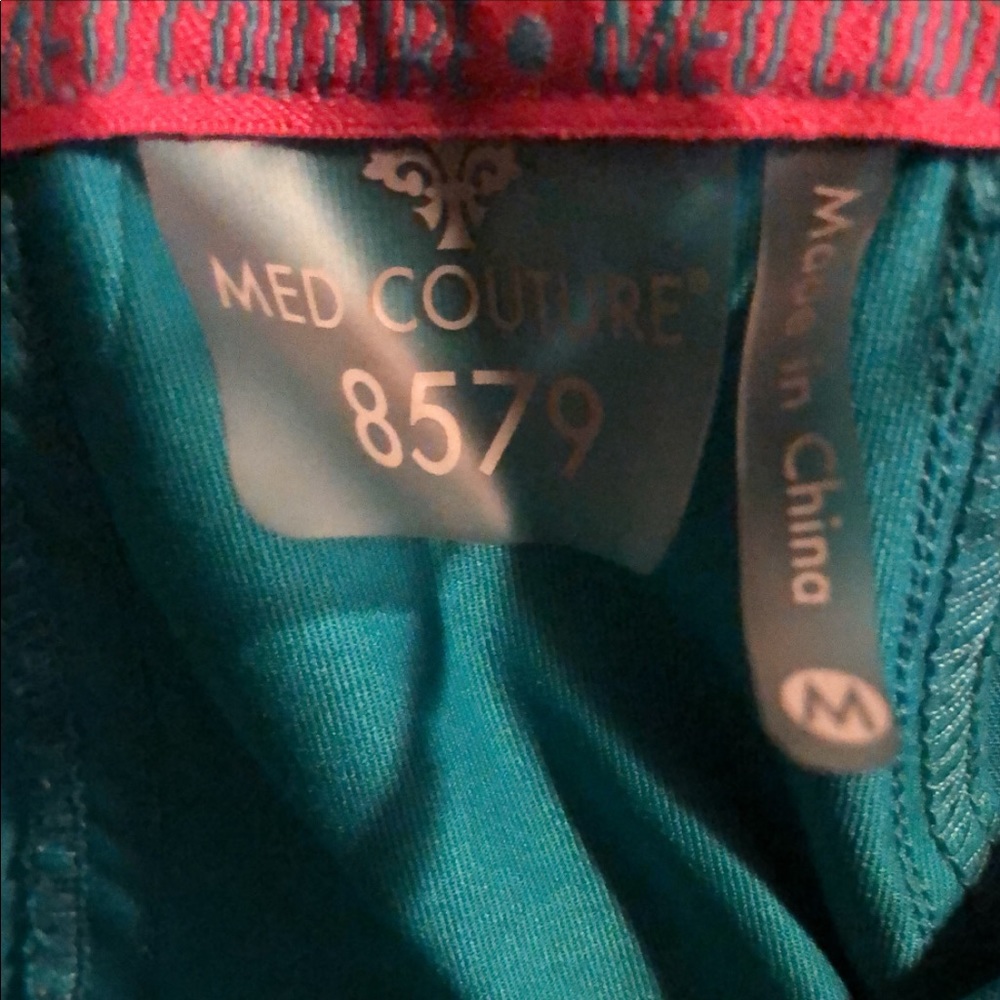 MED COUTURE • MED COU
MED COUTURE®
8579
Made in China
M